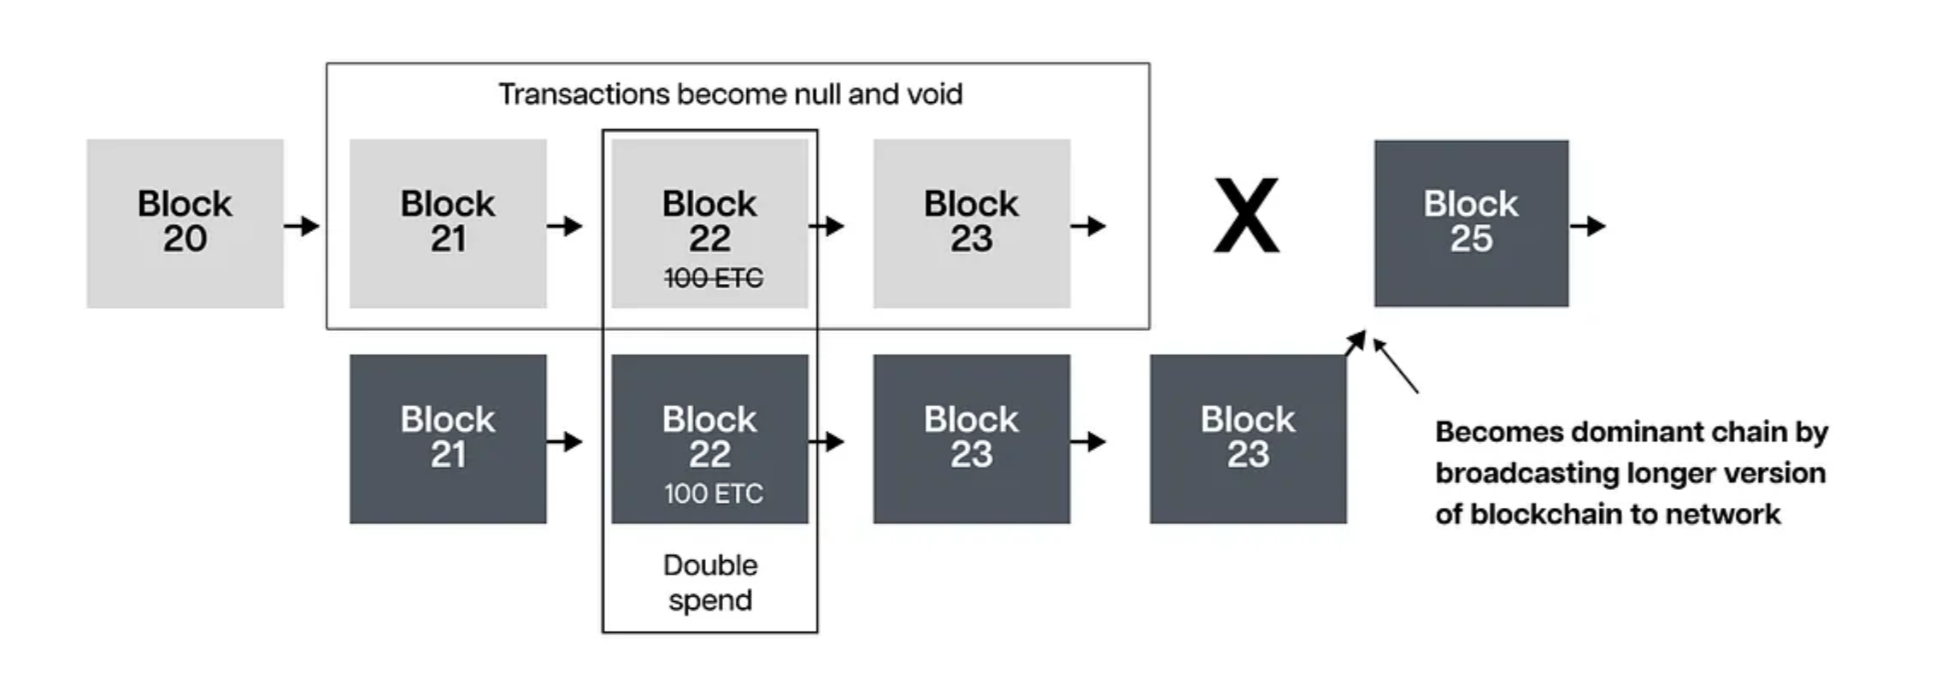 Transactions become null and void
Block
20
Block
21
Block
22
100 ETC
Block
23
X
Block
25
Block
21
Block
22
100 ETC
Block
23
Block
23
Becomes dominant chain by
broadcasting longer version
of blockchain to network
Double
spend